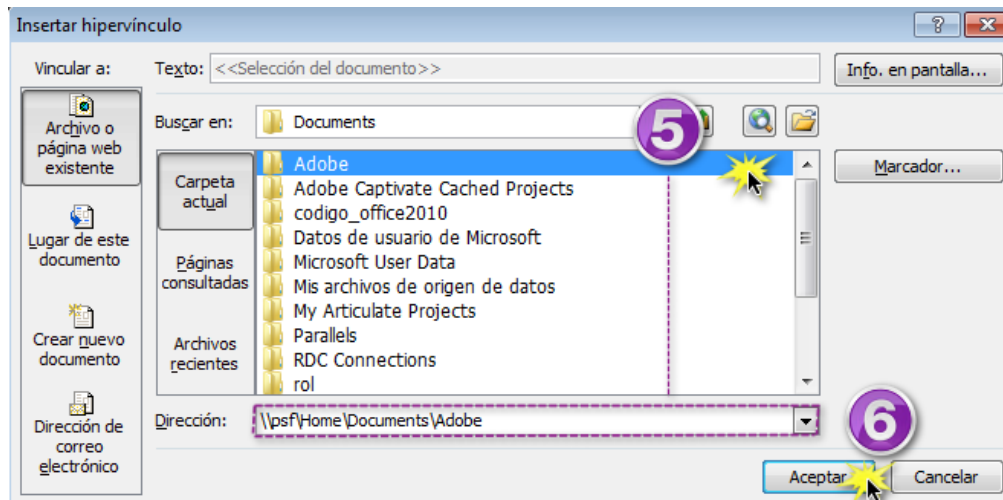 Insertar hipervínculo
Vincular a:
Texto: <<Selección del documento>>
Info. en pantalla...
Archivo o
página web
existente
Buscar en:
Documents
5
Carpeta
actual
Adobe
Adobe Captivate Cached Projects
codigo_office2010
Datos de usuario de Microsoft
Microsoft User Data
Mis archivos de origen de datos
My Articulate Projects
Parallels
RDC Connections
rol
Marcador...
Lugar de este
documento
Páginas
consultadas
Crear nuevo
documento
Archivos
recientes
Dirección de
correo
electrónico
Dirección:
\\psf\Home\Documents\Adobe
6
Aceptar
Cancelar